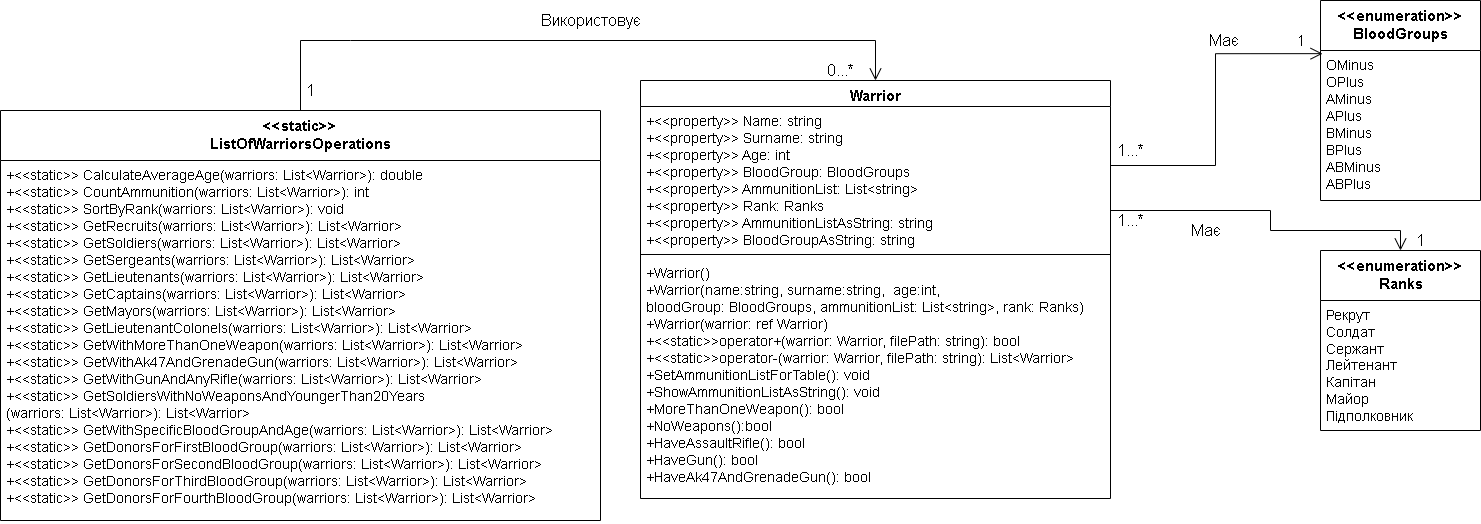 Використовує
1
0...*
<<static>>
ListOfWarriorsOperations
+<<static>> CalculateAverageAge(warriors: List<Warrior>): double
+<<static>> CountAmmunition(warriors: List<Warrior>): int
+<<static>> SortByRank(warriors: List<Warrior>): void
+<<static>> GetRecruits(warriors: List<Warrior>): List<Warrior>
+<<static>> GetSoldiers(warriors: List<Warrior>): List<Warrior>
+<<static>> GetSergeants(warriors: List<Warrior>): List<Warrior>
+<<static>> GetLieutenants(warriors: List<Warrior>): List<Warrior>
+<<static>> GetCaptains(warriors: List<Warrior>): List<Warrior>
+<<static>> GetMayors(warriors: List<Warrior>): List<Warrior>
+<<static>> GetLieutenantColonels(warriors: List<Warrior>): List<Warrior>
+<<static>> GetWithMoreThanOneWeapon(warriors: List<Warrior>): List<Warrior>
+<<static>> GetWithAk47AndGrenadeGun(warriors: List<Warrior>): List<Warrior>
+<<static>> GetWithGunAndAnyRifle(warriors: List<Warrior>): List<Warrior>
+<<static>> GetSoldiersWithNoWeaponsAndYoungerThan20Years
(warriors: List<Warrior>): List<Warrior>
+<<static>> GetWithSpecificBloodGroupAndAge(warriors: List<Warrior>): List<Warrior>
+<<static>> GetDonorsForFirstBloodGroup(warriors: List<Warrior>): List<Warrior>
+<<static>> GetDonorsForSecondBloodGroup(warriors: List<Warrior>): List<Warrior>
+<<static>> GetDonorsForThirdBloodGroup(warriors: List<Warrior>): List<Warrior>
+<<static>> GetDonorsForFourthBloodGroup(warriors: List<Warrior>): List<Warrior>
Warrior
+<<property>> Name: string
+<<property>> Surname: string
+<<property>> Age: int
+<<property>> BloodGroup: BloodGroups
+<<property>> AmmunitionList: List<string>
+<<property>> Rank: Ranks
+<<property>> AmmunitionListAsString: string
+<<property>> BloodGroupAsString: string
+Warrior()
+Warrior(name:string, surname:string,  age:int,
bloodGroup: BloodGroups, ammunitionList: List<string>, rank: Ranks)
+Warrior(warrior: ref Warrior)
+<<static>>operator+(warrior: Warrior, filePath: string): bool
+<<static>>operator-(warrior: Warrior, filePath: string): List<Warrior>
+SetAmmunitionListForTable(): void
+ShowAmmunitionListAsString(): void
+MoreThanOneWeapon(): bool
+NoWeapons():bool
+HaveAssaultRifle(): bool
+HaveGun(): bool
+HaveAk47AndGrenadeGun(): bool
Має
1
1...*
<<enumeration>>
BloodGroups
OMinus
OPlus
AMinus
APlus
BMinus
BPlus
ABMinus
ABPlus
1...*
Має
1
<<enumeration>>
Ranks
Рекрут
Солдат
Сержант
Лейтенант
Капітан
Майор
Підполковник